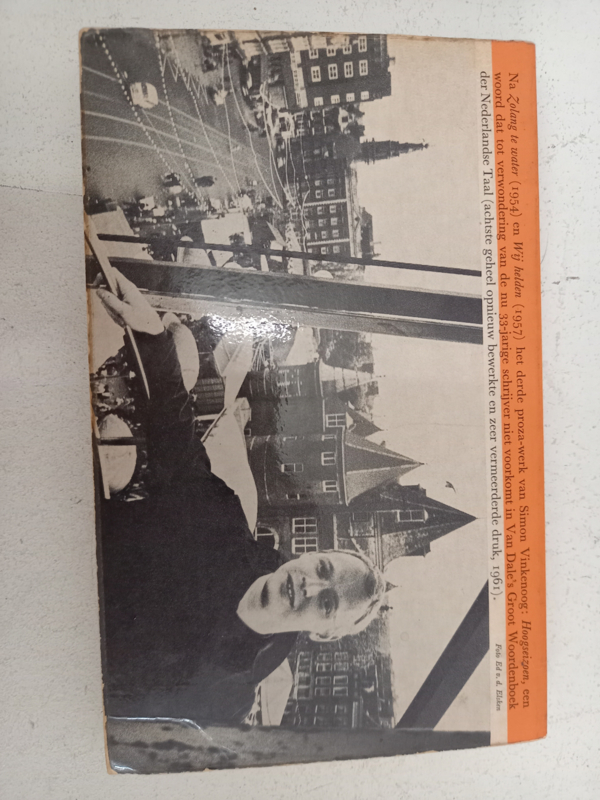 Na Zolang te water (1954) en Wij helden (1957) het derde proza-werk van Simon Vinkenoog: Hoogseizoen, een
woord dat tot verwondering van de nu 33-jarige schrijver niet voorkomt in Van Dale's Groot Woordenboek
der Nederlandse Taal (achtste geheel opnieuw bewerkte en zeer vermeerderde druk, 1961).
Foto Ed v. d. Elsken